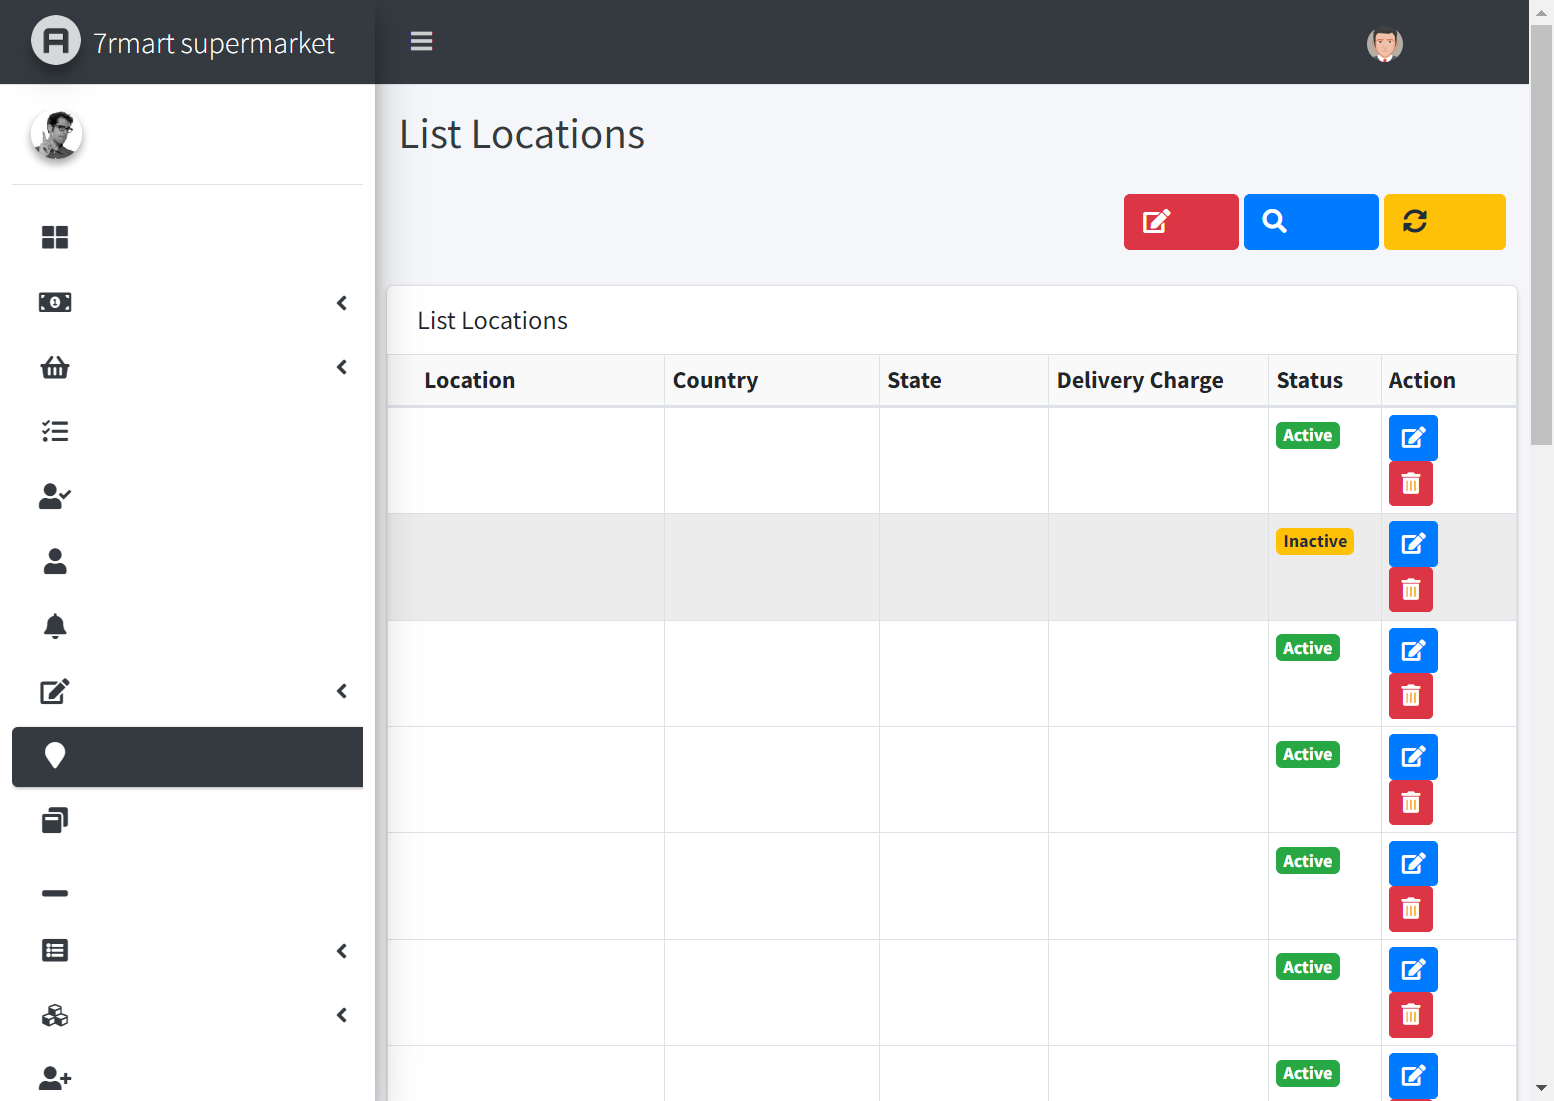 7rmart supermarket
List Locations
List Locations
Location Country State Delivery Charge Status Action
Active
Inactive
Active
Active
Active
Active
Active